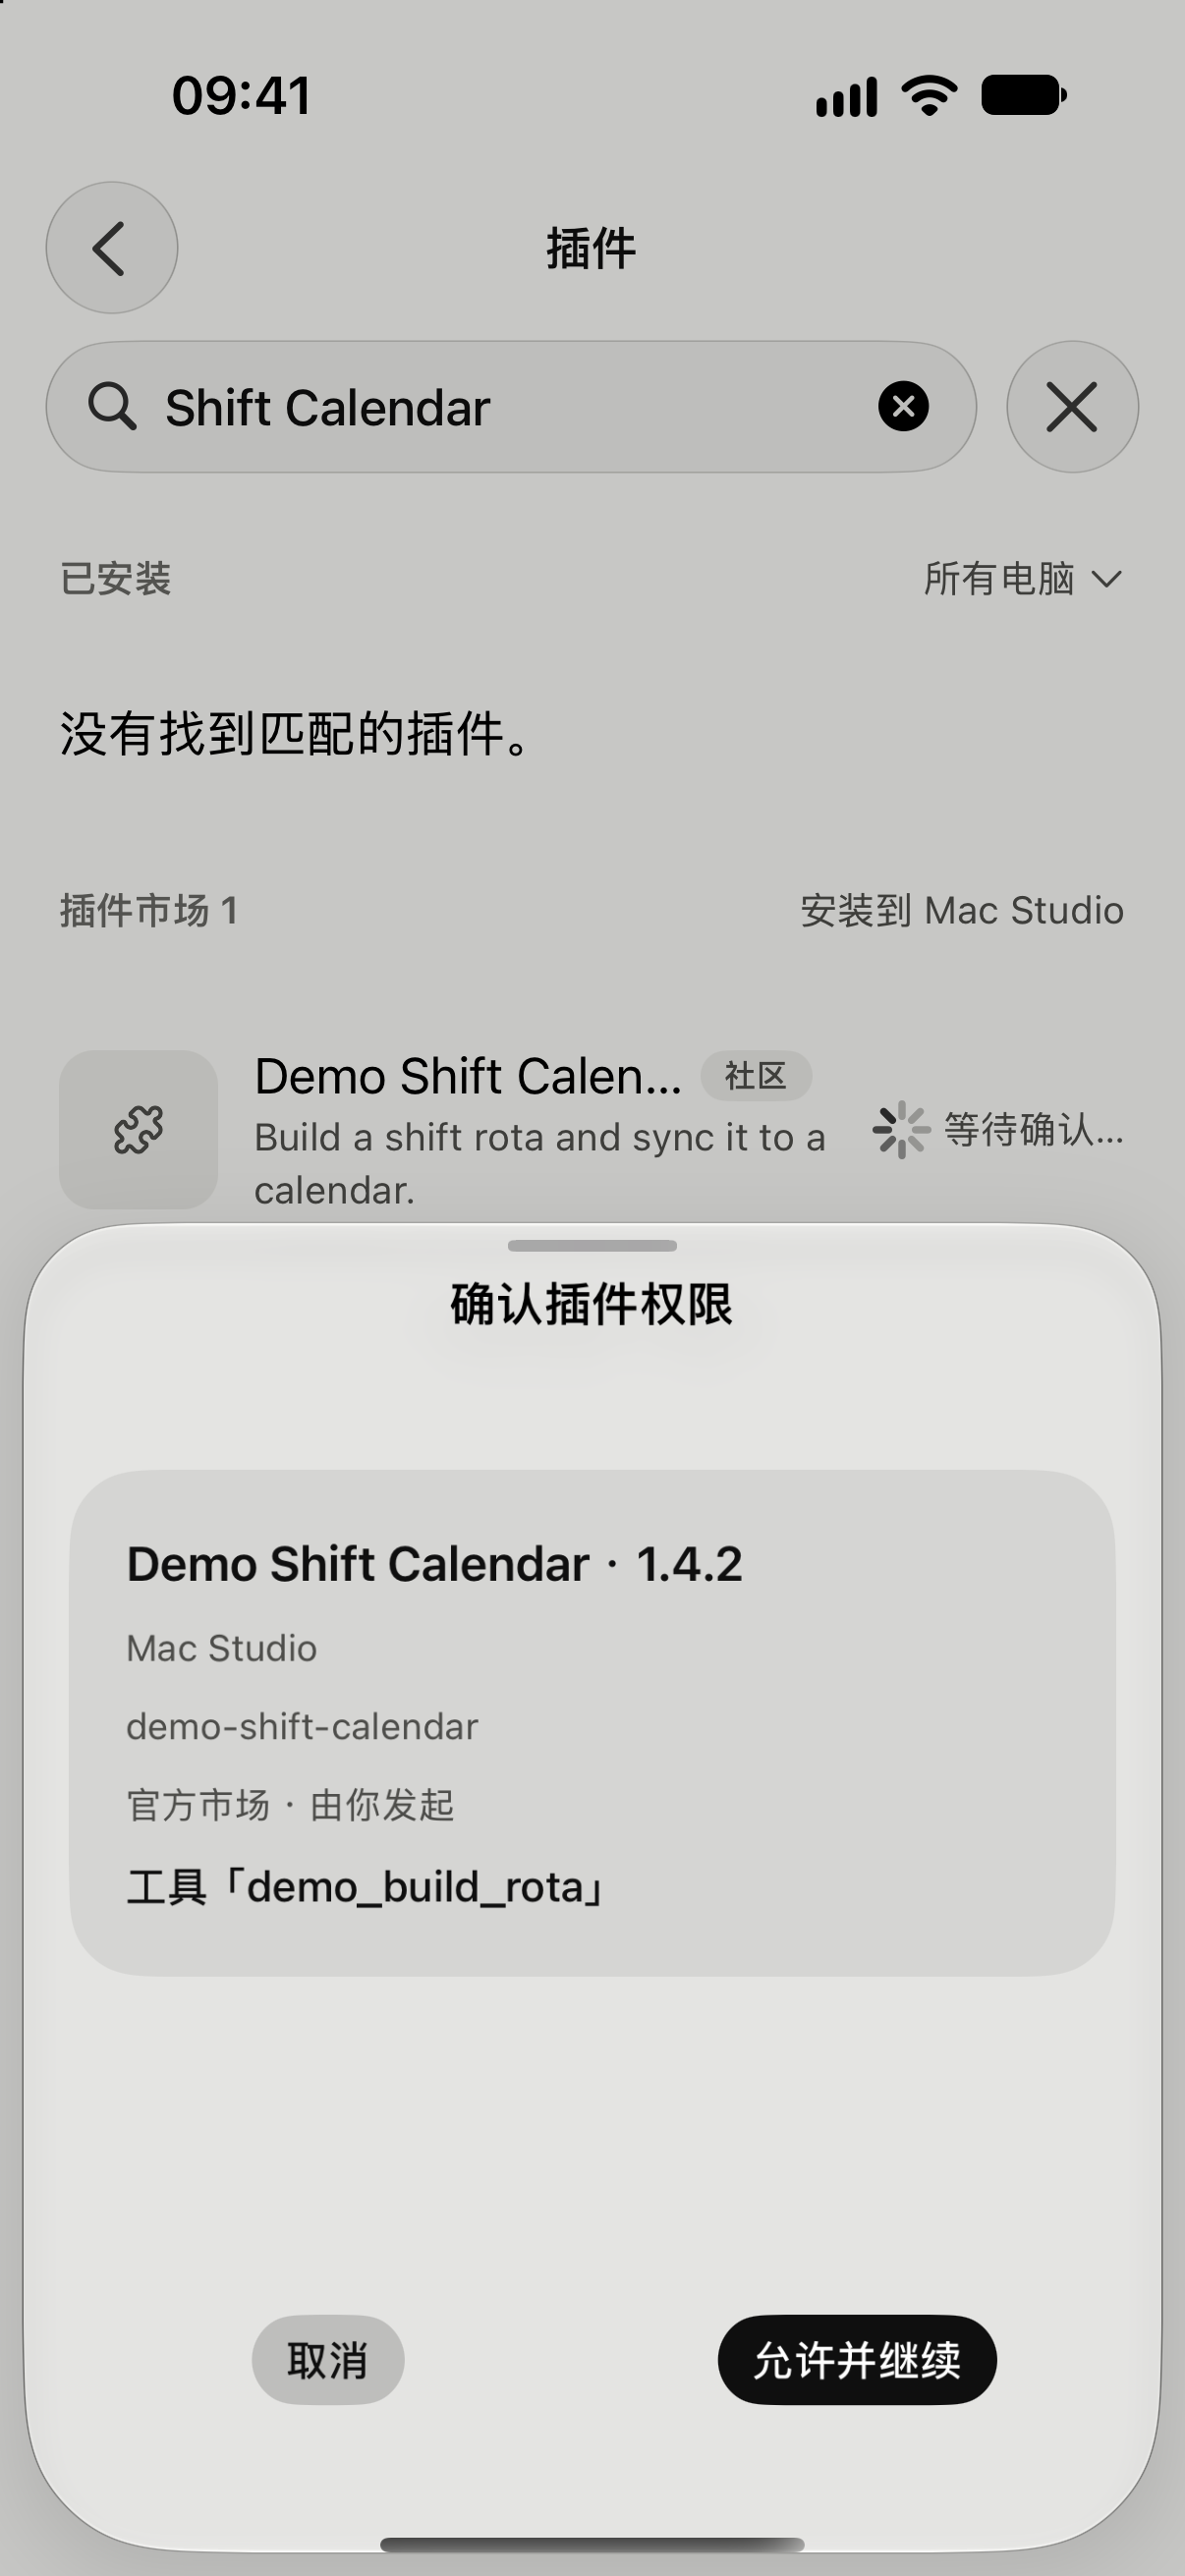 09:41
插件
Shift Calendar
已安装
所有电脑
没有找到匹配的插件。
插件市场 1
安装到 Mac Studio
Demo Shift Calen...
社区
Build a shift rota and sync it to a
calendar.
等待确认...
确认插件权限
Demo Shift Calendar · 1.4.2
Mac Studio
demo-shift-calendar
官方市场 · 由你发起
工具「demo_build_rota」
取消
允许并继续